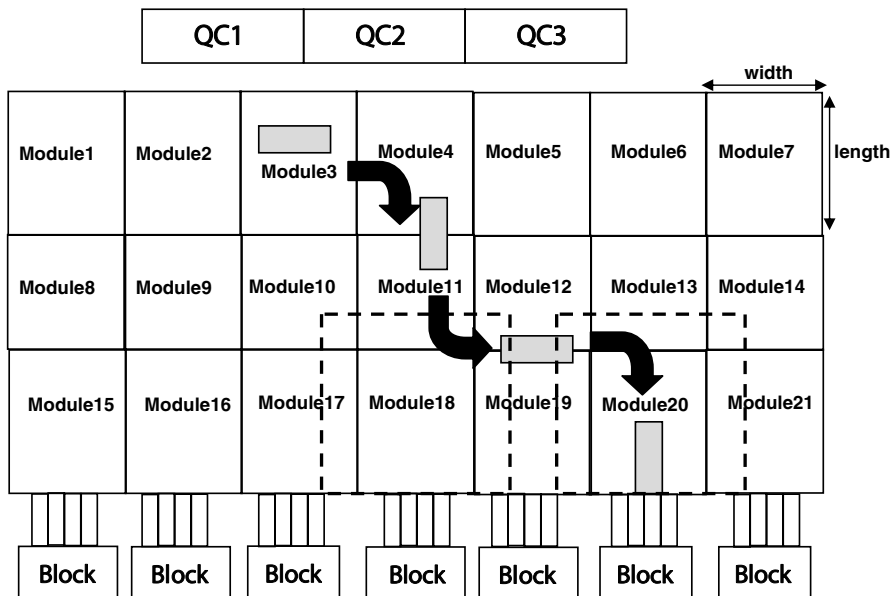 QC1 QC2 QC3
width
Module1 Module2 Module3 Module4 Module5 Module6 Module7
length
Module8 Module9 Module10 Module11 Module12 Module13 Module14
Module15 Module16 Module17 Module18 Module19 Module20 Module21
Block Block Block Block Block Block Block